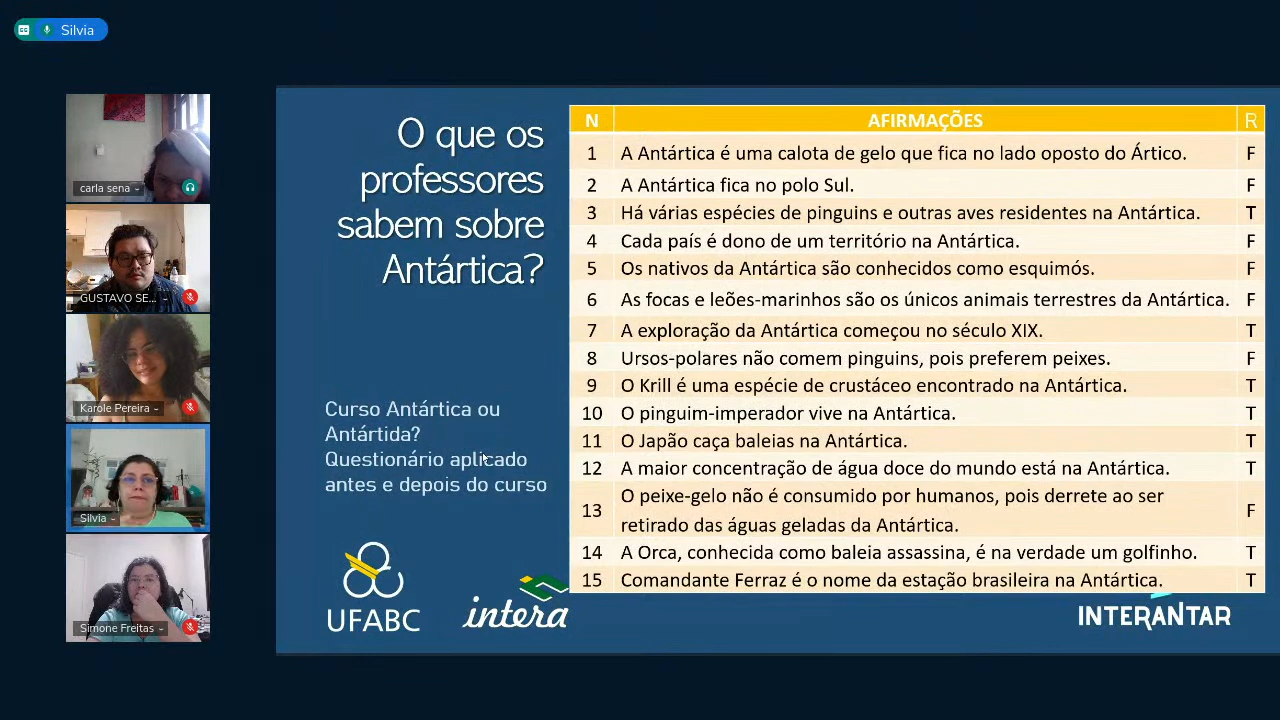 Silvia
carla sena
GUSTAVO SE...
Karole Pereira
Silvia
Simone Freitas
O que os
professores
sabem sobre
Antártica?
Curso Antártica ou
Antártida?
Questionário aplicado
antes e depois do curso
UFABC
intera
N AFIRMAÇÕES R
1 A Antártica é uma calota de gelo que fica no lado oposto do Ártico. F
2 A Antártica fica no polo Sul. F
3 Há várias espécies de pinguins e outras aves residentes na Antártica. T
4 Cada país é dono de um território na Antártica. F
5 Os nativos da Antártica são conhecidos como esquimós. F
6 As focas e leões-marinhos são os únicos animais terrestres da Antártica. F
7 A exploração da Antártica começou no século XIX. T
8 Ursos-polares não comem pinguins, pois preferem peixes. F
9 O Krill é uma espécie de crustáceo encontrado na Antártica. T
10 O pinguim-imperador vive na Antártica. T
11 O Japão caça baleias na Antártica. T
12 A maior concentração de água doce do mundo está na Antártica. T
13 O peixe-gelo não é consumido por humanos, pois derrete ao ser
retirado das águas geladas da Antártica. F
14 A Orca, conhecida como baleia assassina, é na verdade um golfinho. T
15 Comandante Ferraz é o nome da estação brasileira na Antártica. T
INTERANTAR